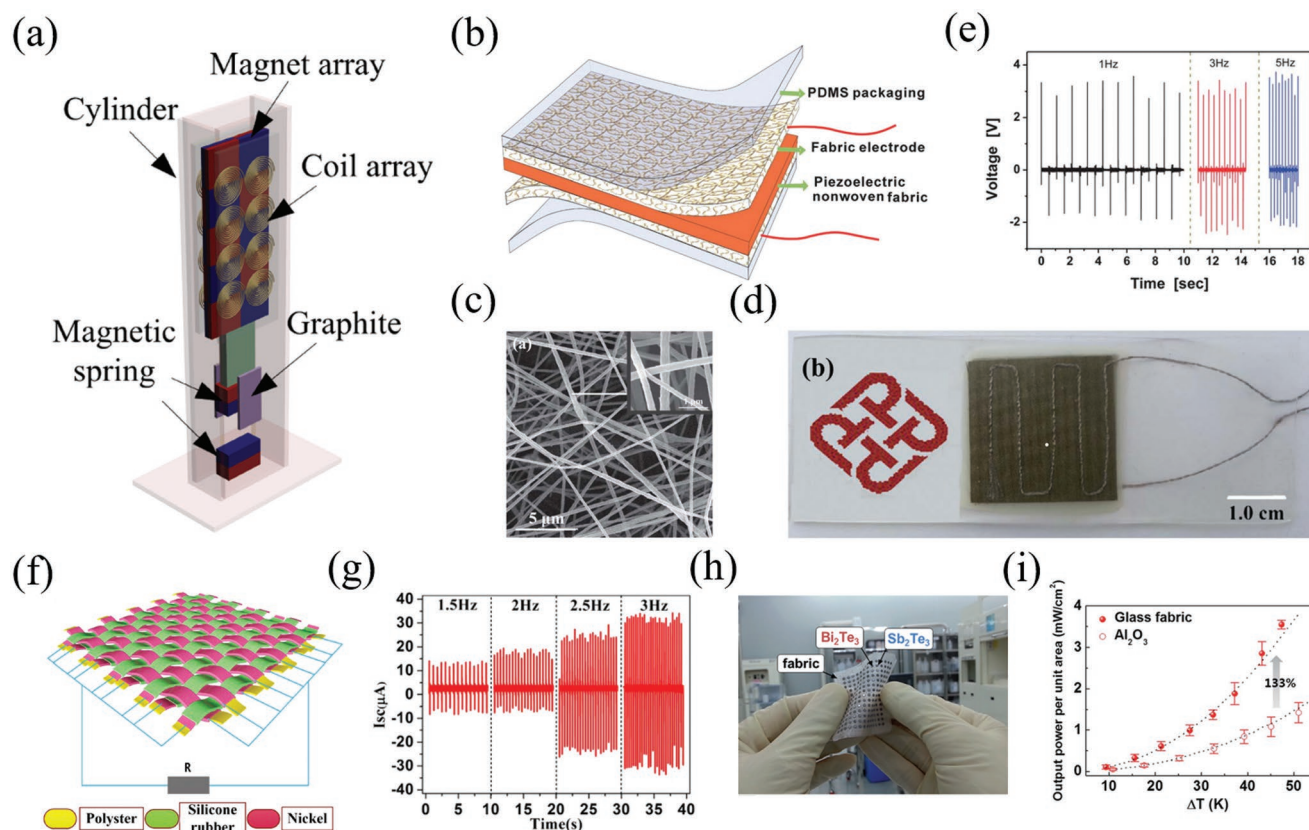 (a)
Magnet array
Cylinder
Coil array
Magnetic
spring
Graphite
(b)
PDMS packaging
Fabric electrode
Piezoelectric
nonwoven fabric
(e)
1Hz
3Hz
5Hz
4
2
0
-2
Voltage [V]
0 2 4 6 8 10 12 14 16 18
Time [sec]
(c)
(a)
1 μm
5 μm
(d)
(b)
1.0 cm
(f)
R
Polyster
Silicone
rubber
Nickel
(g)
1.5Hz
2Hz
2.5Hz
3Hz
40
30
20
10
0
-10
-20
-30
-40
Isc(μA)
0 5 10 15 20 25 30 35 40
Time(s)
(h)
Bi2Te3
Sb2Te3
fabric
(i)
Glass fabric
Al2O3
133%
4
3
2
1
0
Output power per unit area (mW/cm²)
10 20 30 40 50
ΔT (K)